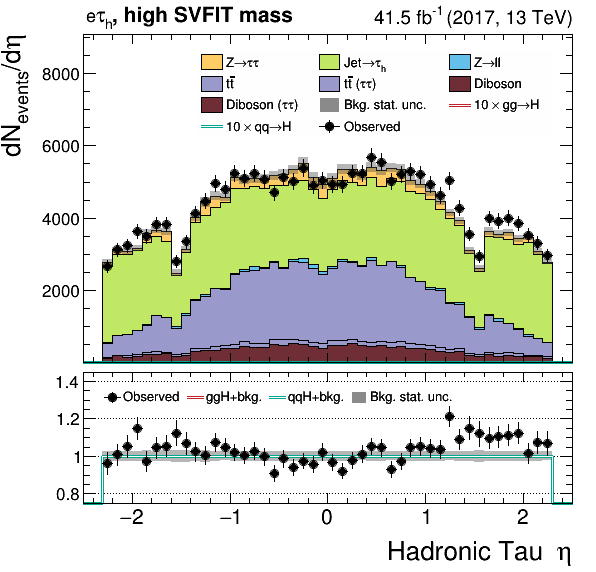 eτh, high SVFIT mass 41.5 fb⁻¹ (2017, 13 TeV)
dNevents/dη
8000
6000
4000
2000
Z→ττ Jet→τh Z→ll
tt̄ tt̄ (ττ) Diboson
Diboson (ττ) Bkg. stat. unc. 10 × gg→H
10 × qq→H Observed
1.4
1.2
1
0.8
Observed ggH+bkg. qqH+bkg. Bkg. stat. unc.
−2 −1 0 1 2
Hadronic Tau η